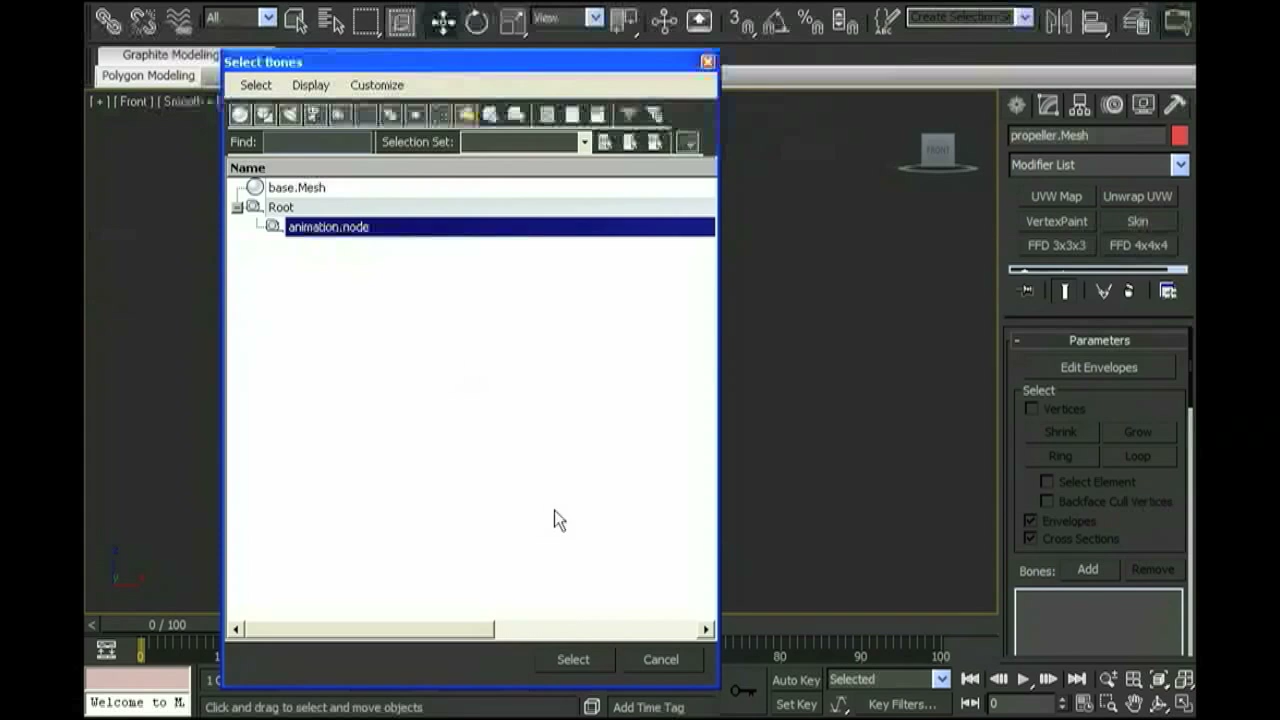 All
View
3
Create Selection Se
Graphite Modeling
Polygon Modeling
[ + ] [ Front ] [ Smooth +
Select Bones
Select Display Customize
Find: Selection Set:
Name
base.Mesh
Root
animation.node
Select Cancel
FRONT
propeller.Mesh
Modifier List
UVW Map Unwrap UVW
VertexPaint Skin
FFD 3x3x3 FFD 4x4x4
- Parameters
Edit Envelopes
Select
Vertices
Shrink Grow
Ring Loop
Select Element
Backface Cull Vertices
Envelopes
Cross Sections
Bones: Add Remove
z
y x
< 0 / 100
80 90 100
Welcome to M
Click and drag to select and move objects
Add Time Tag
Auto Key Selected
Set Key Key Filters...
0